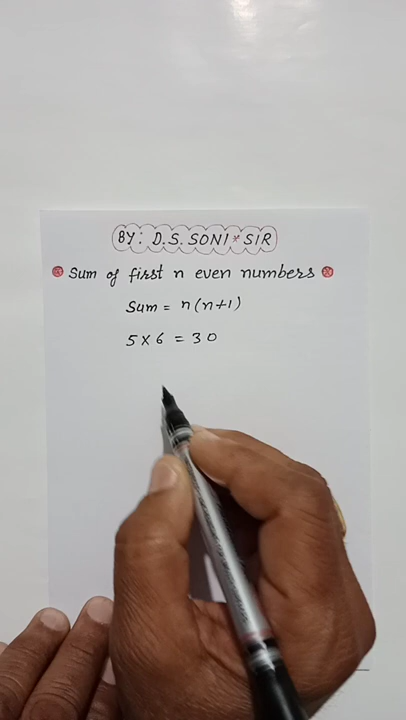 BY: D.S. SONI * SIR
Sum of first n even numbers
Sum = n(n+1)
5 × 6 = 30